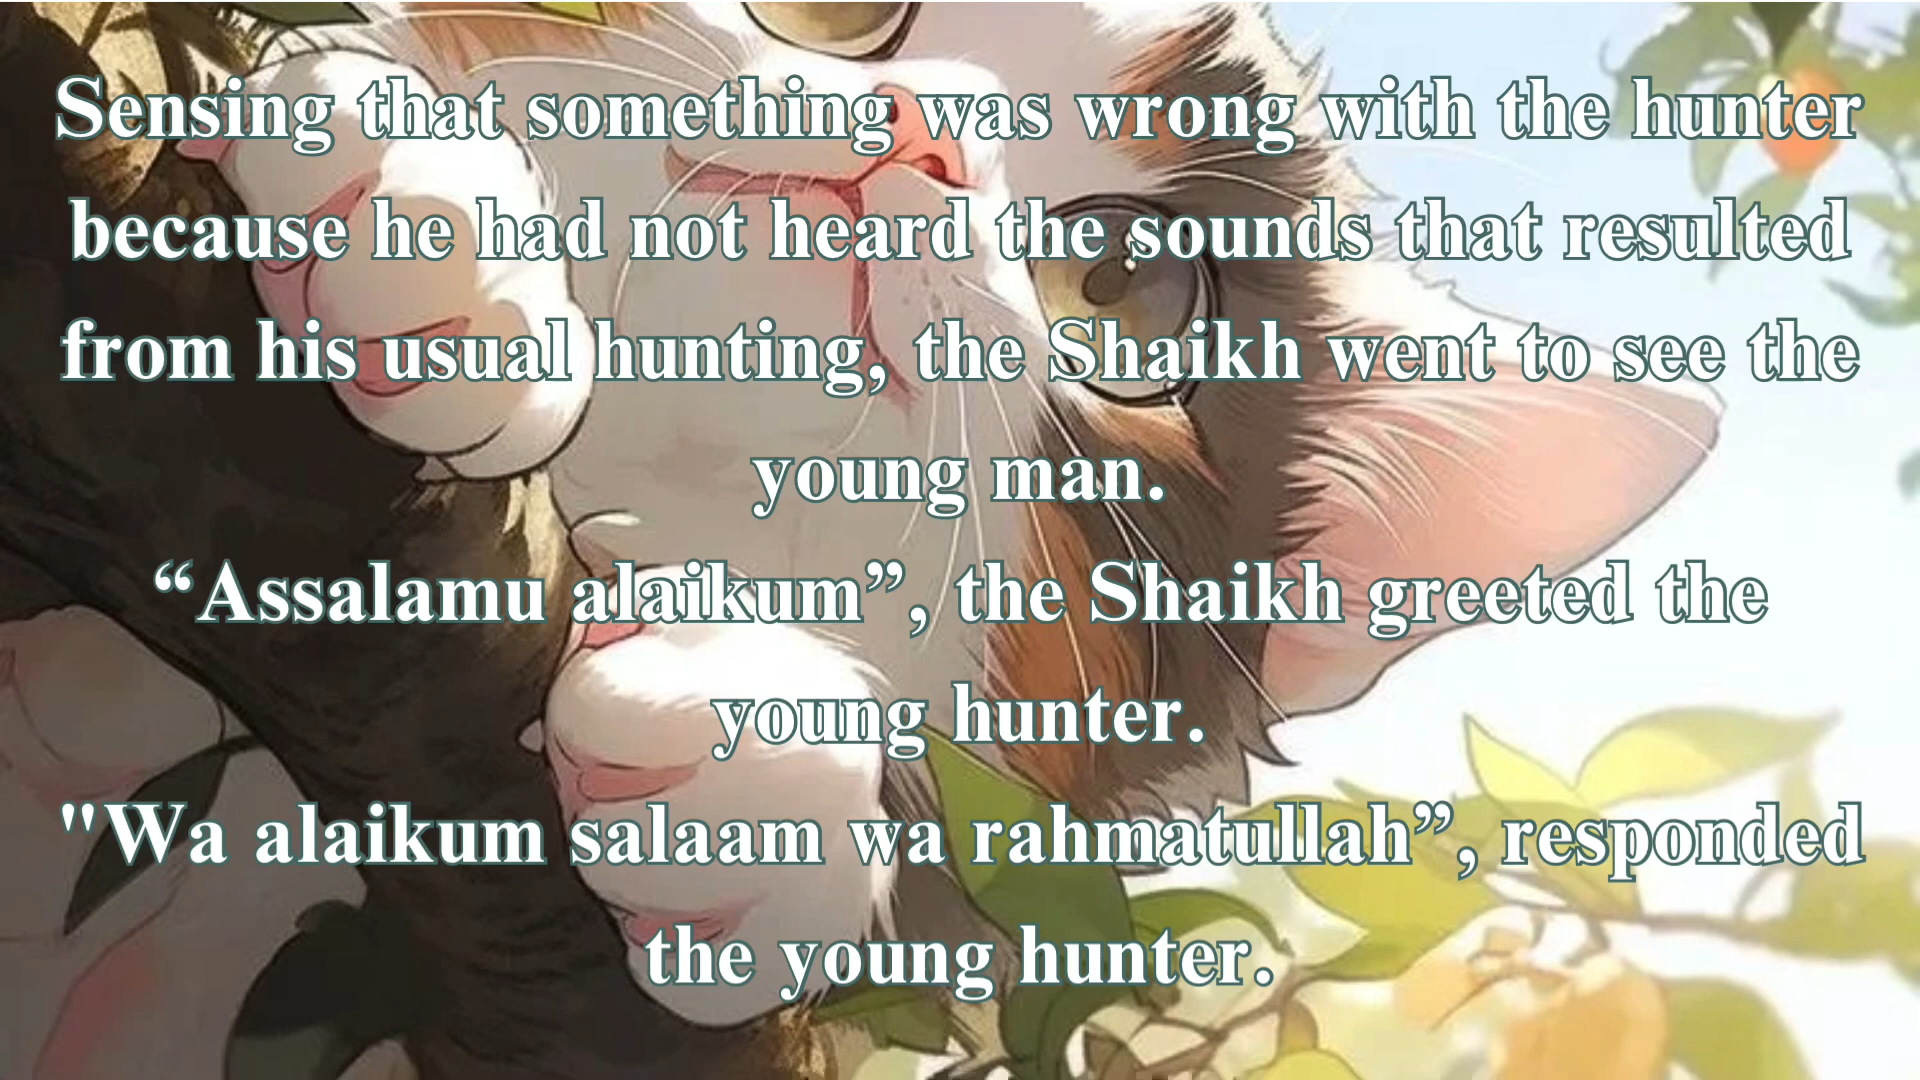 Sensing that something was wrong with the hunter
because he had not heard the sounds that resulted
from his usual hunting, the Shaikh went to see the
young man.
“Assalamu alaikum”, the Shaikh greeted the
young hunter.
"Wa alaikum salaam wa rahmatullah”, responded
the young hunter.